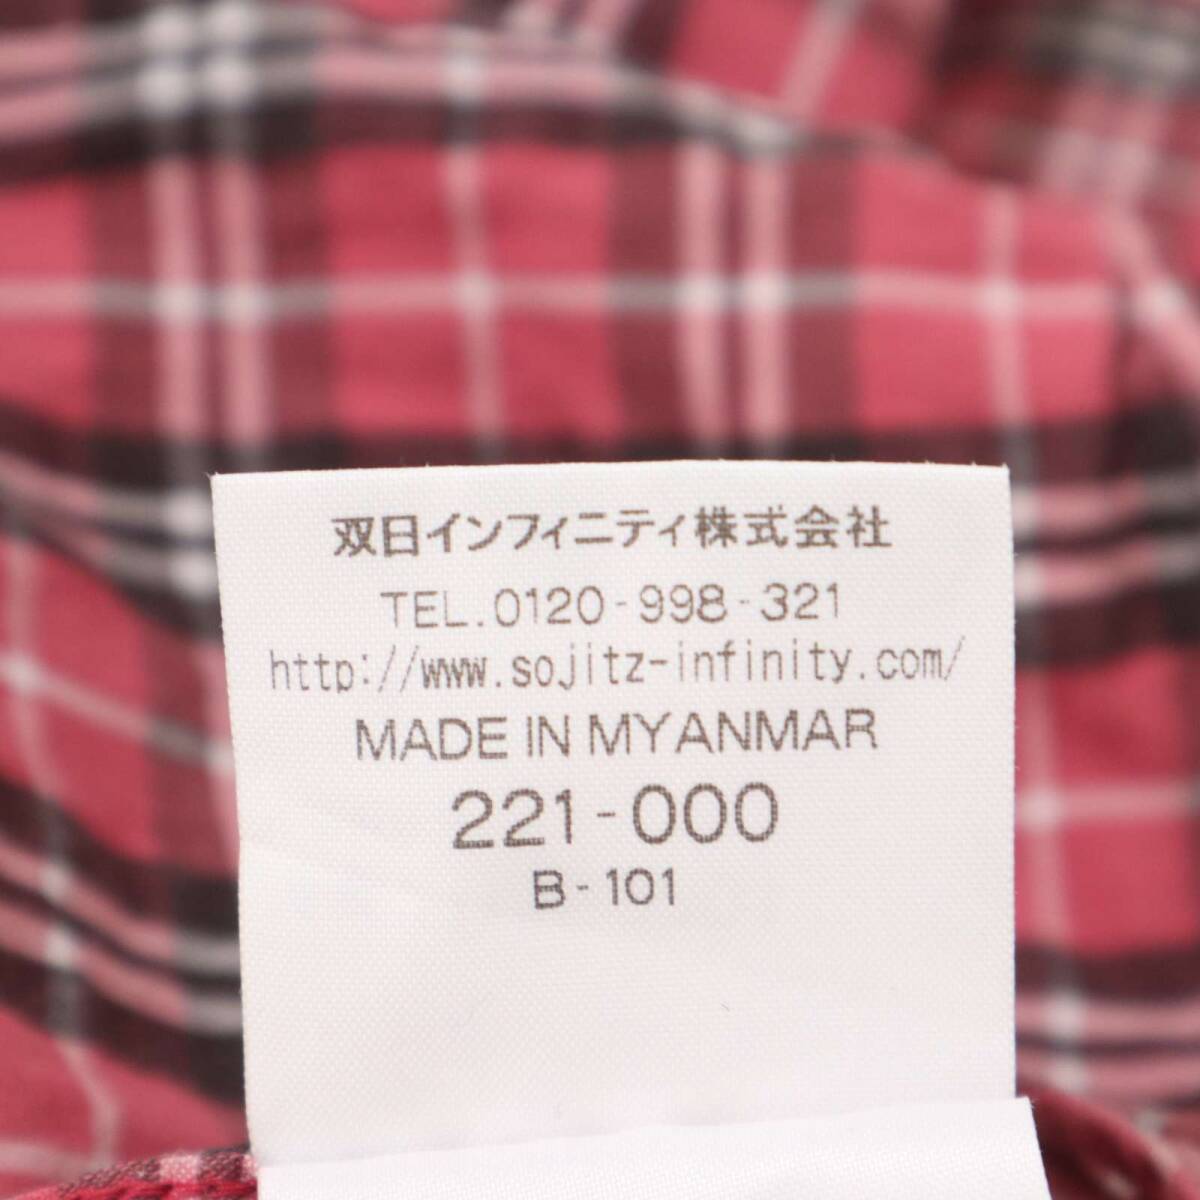 双日インフィニティ株式会社
TEL.0120-998-321
http://www.sojitz-infinity.com/
MADE IN MYANMAR
221-000
B-101